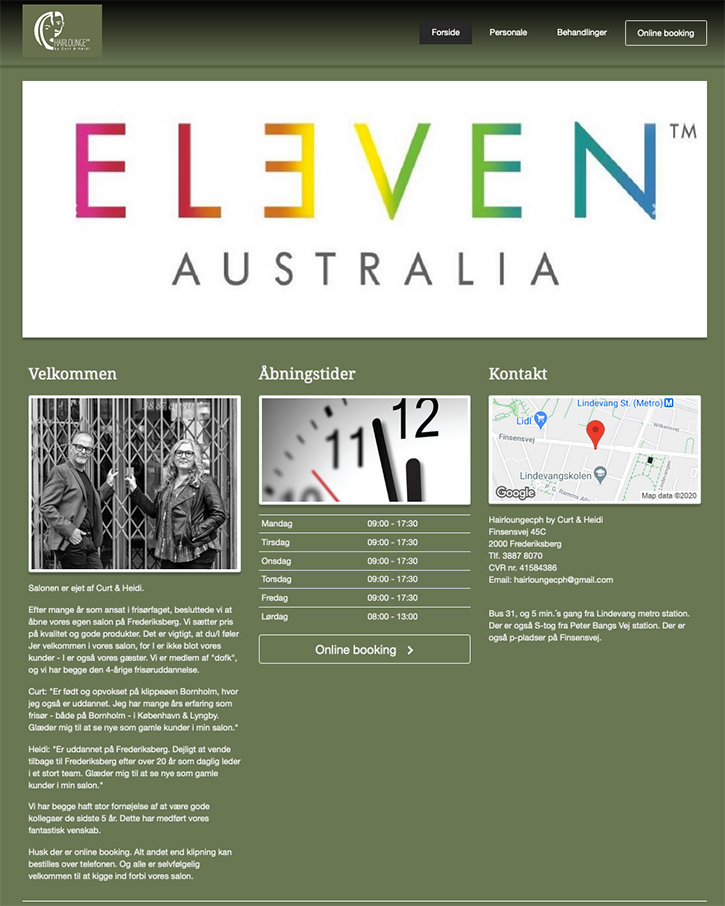 HAIRLOUNGE™
by Curt & Heidi
Forside
Personale
Behandlinger
Online booking
ELEVEN™
AUSTRALIA
Velkommen
Salonen er ejet af Curt & Heidi.
Efter mange år som ansat i frisørfaget, besluttede vi at
åbne vores egen salon på Frederiksberg. Vi sætter pris
på kvalitet og gode produkter. Det er vigtigt, at du/I føler
Jer velkommen i vores salon, for I er ikke blot vores
kunder - I er også vores gæster. Vi er medlem af "dofk",
og vi har begge den 4-årige frisøruddannelse.
Curt: "Er født og opvokset på klippeøen Bornholm, hvor
jeg også er uddannet. Jeg har mange års erfaring som
frisør - både på Bornholm - i København & Lyngby.
Glæder mig til at se nye som gamle kunder i min salon."
Heidi: "Er uddannet på Frederiksberg. Dejligt at vende
tilbage til Frederiksberg efter over 20 år som daglig leder
i et stort team. Glæder mig til at se nye som gamle
kunder i min salon."
Vi har begge haft stor fornøjelse af at være gode
kollegaer de sidste 5 år. Dette har medført vores
fantastisk venskab.
Husk der er online booking. Alt andet end klipning kan
bestilles over telefonen. Og alle er selvfølgelig
velkommen til at kigge ind forbi vores salon.
Åbningstider
11
12
Mandag 09:00 - 17:30
Tirsdag 09:00 - 17:30
Onsdag 09:00 - 17:30
Torsdag 09:00 - 17:30
Fredag 09:00 - 17:30
Lørdag 08:00 - 13:00
Online booking
Kontakt
Lindevang St. (Metro) M
Lidl
Wilkensvej
Finsensvej
Lindevangskolen
Google
Map data ©2020
Hairloungecph by Curt & Heidi
Finsensvej 45C
2000 Frederiksberg
Tlf. 3887 8070
CVR nr. 41584386
Email: hairloungecph@gmail.com
Bus 31, og 5 min.´s gang fra Lindevang metro station.
Der er også S-tog fra Peter Bangs Vej station. Der er
også p-pladser på Finsensvej.